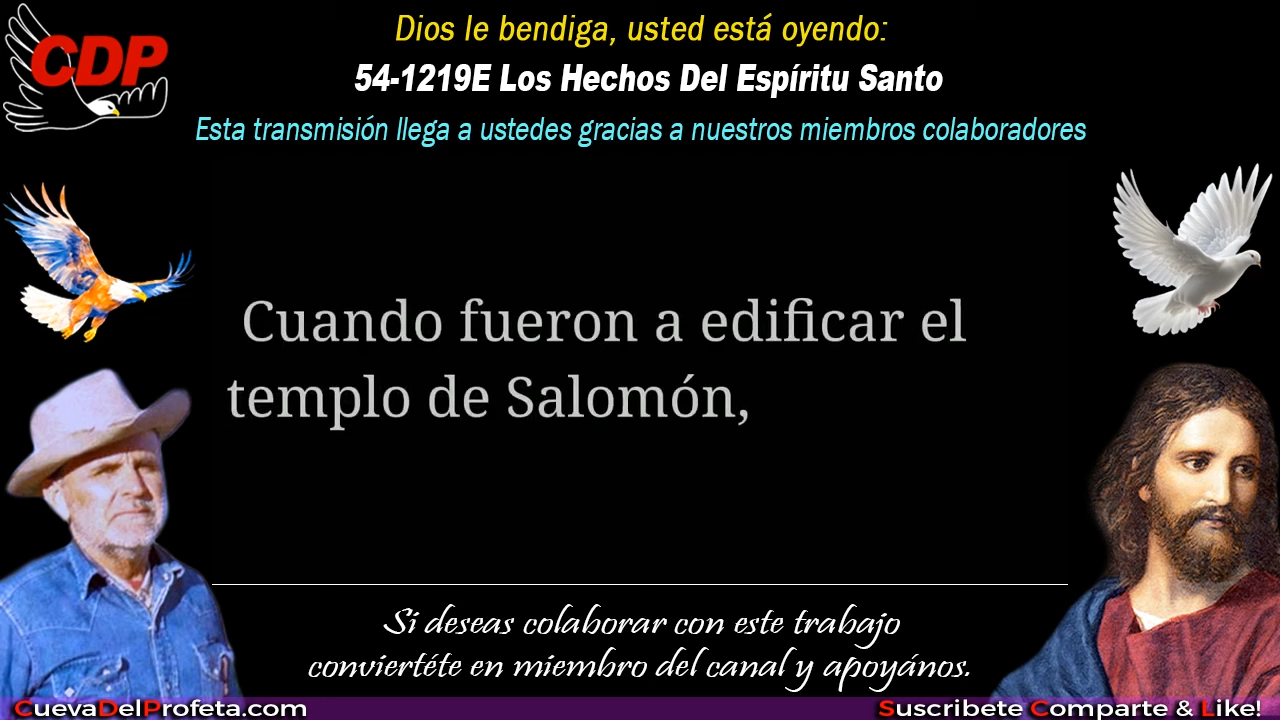 CDP
Dios le bendiga, usted está oyendo:
54-1219E Los Hechos Del Espíritu Santo
Esta transmisión llega a ustedes gracias a nuestros miembros colaboradores
Cuando fueron a edificar el
templo de Salomón,
Si deseas colaborar con este trabajo
conviertéte en miembro del canal y apoyános.
CuevaDelProfeta.com
Suscribete Comparte & Like!